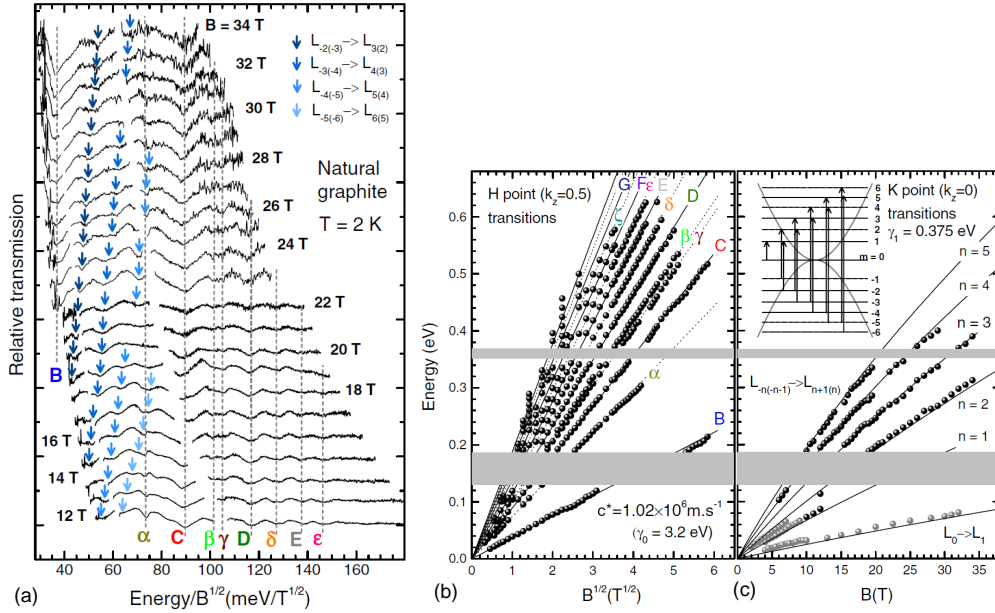 B = 34 T
32 T
30 T
28 T
26 T
24 T
22 T
20 T
18 T
16 T
14 T
12 T
L-2(-3)->L3(2)
L-3(-4)->L4(3)
L-4(-5)->L5(4)
L-5(-6)->L6(5)
Natural
graphite
T = 2 K
Relative transmission
B
α C β γ D δ E ε
40 60 80 100 120 140 160
(a)
Energy/B1/2(meV/T1/2)
H point (kz=0.5)
transitions
G F ε E
ζ δ D
β γ C
α
B
Energy (eV)
0.6
0.5
0.4
0.3
0.2
0.1
0.0
c*=1.02×10⁶m.s-1
(γ0 = 3.2 eV)
0 1 2 3 4 5 6
B1/2(T1/2)
(b)
K point (kz=0)
transitions
γ1 = 0.375 eV
6
5
4
3
2
1
m = 0
-1
-2
-3
-4
-5
-6
n = 5
n = 4
n = 3
n = 2
n = 1
L-n(-n-1)->Ln+1(n)
L0->L1
0 5 10 15 20 25 30 35
B(T)
(c)